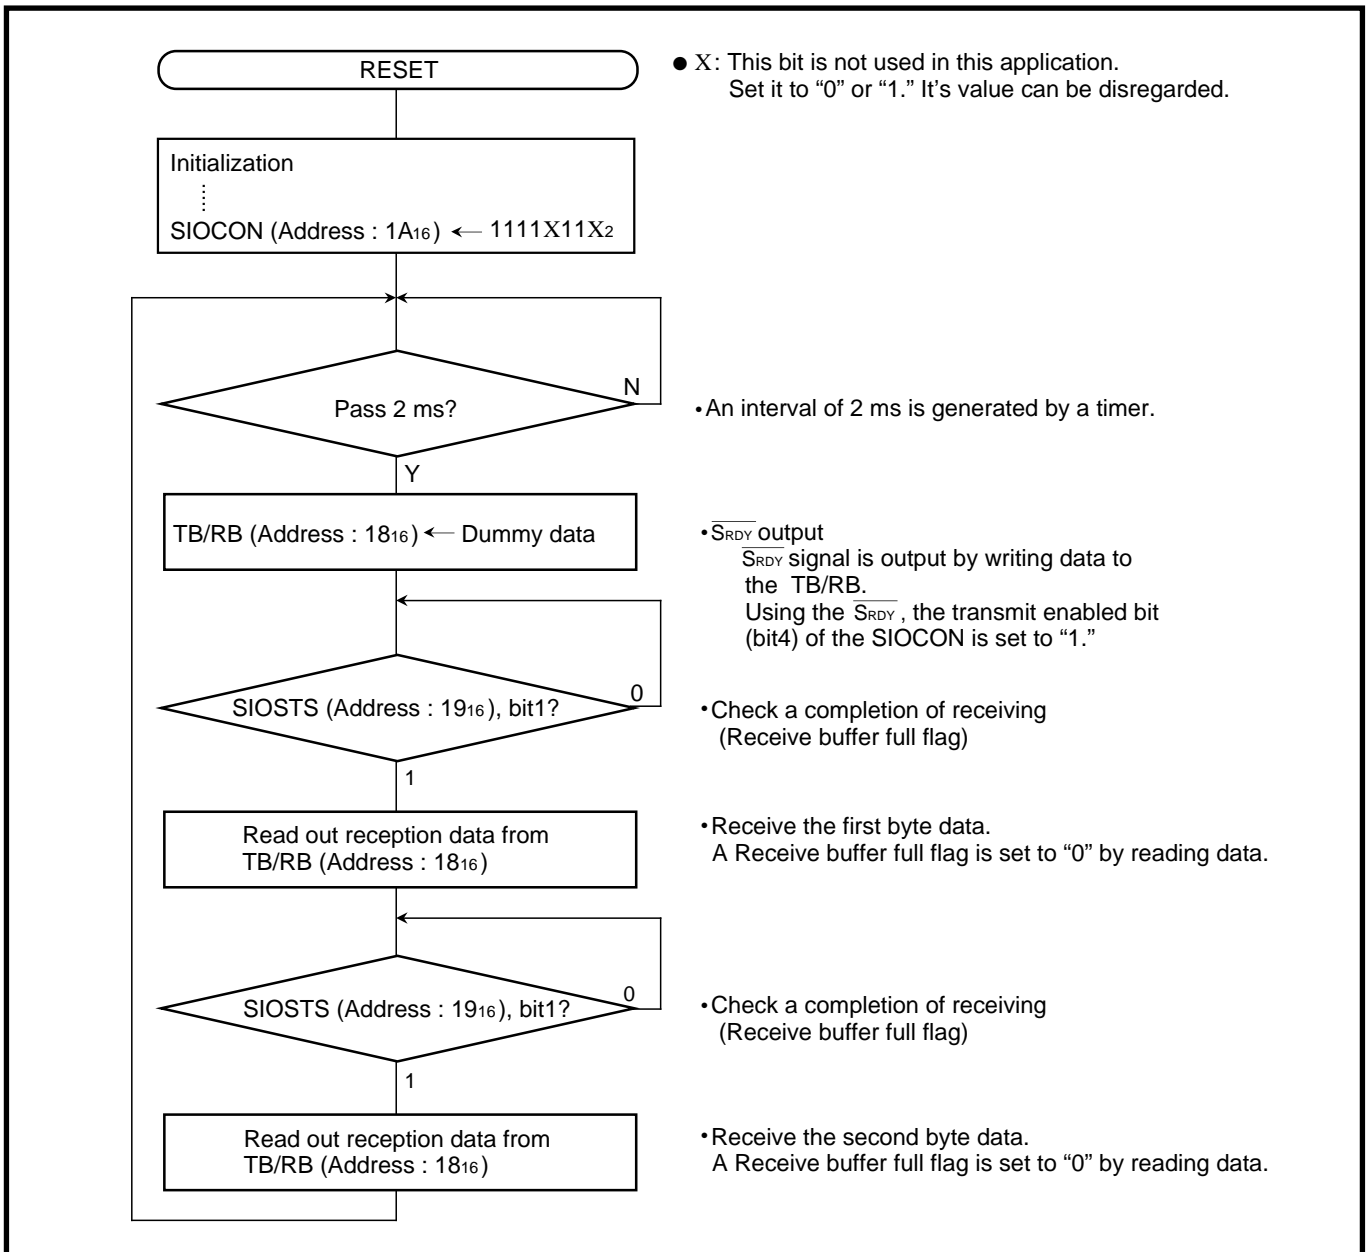 RESET
● X: This bit is not used in this application.
Set it to “0” or “1.” It’s value can be disregarded.
Initialization
SIOCON (Address : 1A16) ← 1111X11X2
Pass 2 ms?
N
•An interval of 2 ms is generated by a timer.
Y
TB/RB (Address : 1816) ← Dummy data
•SRDY output
SRDY signal is output by writing data to
the TB/RB.
Using the SRDY , the transmit enabled bit
(bit4) of the SIOCON is set to “1.”
SIOSTS (Address : 1916), bit1?
0
•Check a completion of receiving
(Receive buffer full flag)
1
Read out reception data from
TB/RB (Address : 1816)
•Receive the first byte data.
A Receive buffer full flag is set to “0” by reading data.
SIOSTS (Address : 1916), bit1?
0
•Check a completion of receiving
(Receive buffer full flag)
1
Read out reception data from
TB/RB (Address : 1816)
•Receive the second byte data.
A Receive buffer full flag is set to “0” by reading data.